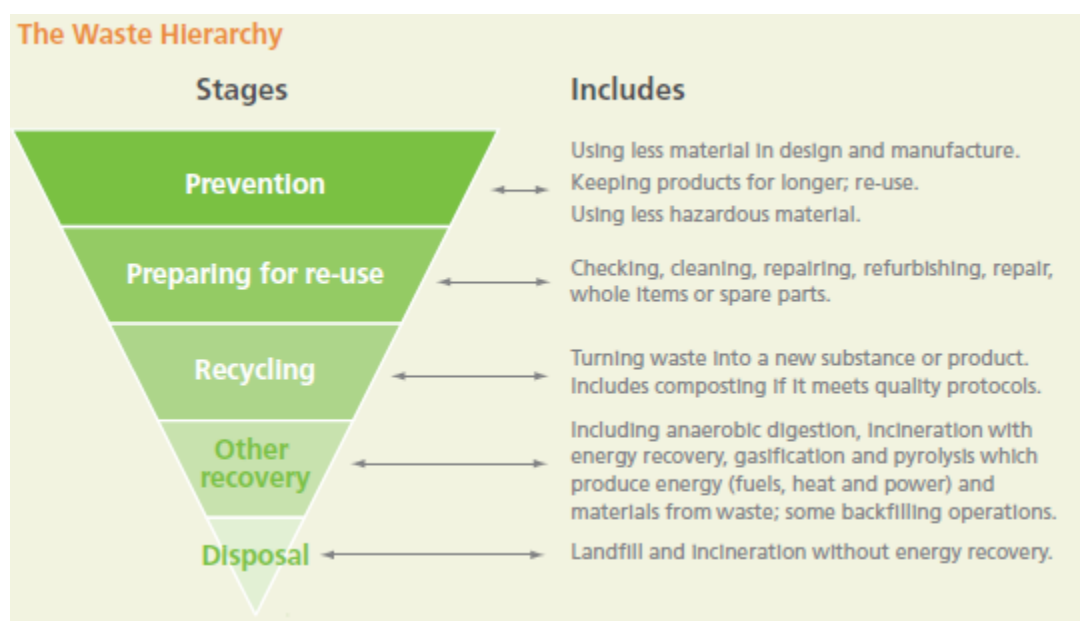 The Waste Hierarchy
Stages
Includes
Prevention
Using less material in design and manufacture.
Keeping products for longer; re-use.
Using less hazardous material.
Preparing for re-use
Checking, cleaning, repairing, refurbishing, repair,
whole items or spare parts.
Recycling
Turning waste into a new substance or product.
Includes composting if it meets quality protocols.
Other
recovery
Including anaerobic digestion, incineration with
energy recovery, gasification and pyrolysis which
produce energy (fuels, heat and power) and
materials from waste; some backfilling operations.
Disposal
Landfill and incineration without energy recovery.